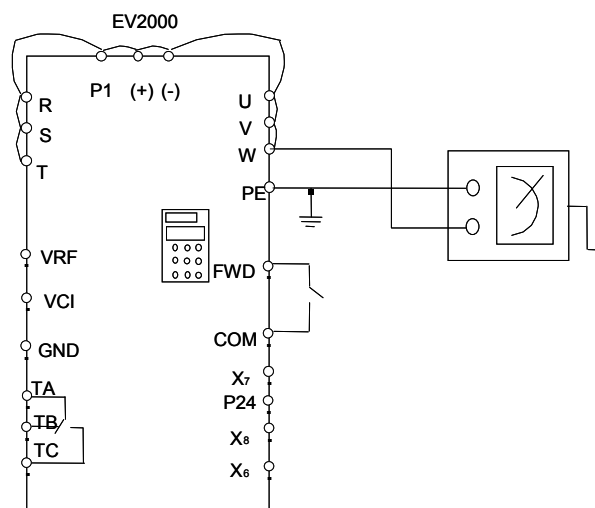 EV2000
P1 (+) (-)
R
S
T
U
V
W
PE
VRF
VCI
GND
TA
TB
TC
FWD
COM
X7
P24
X8
X6